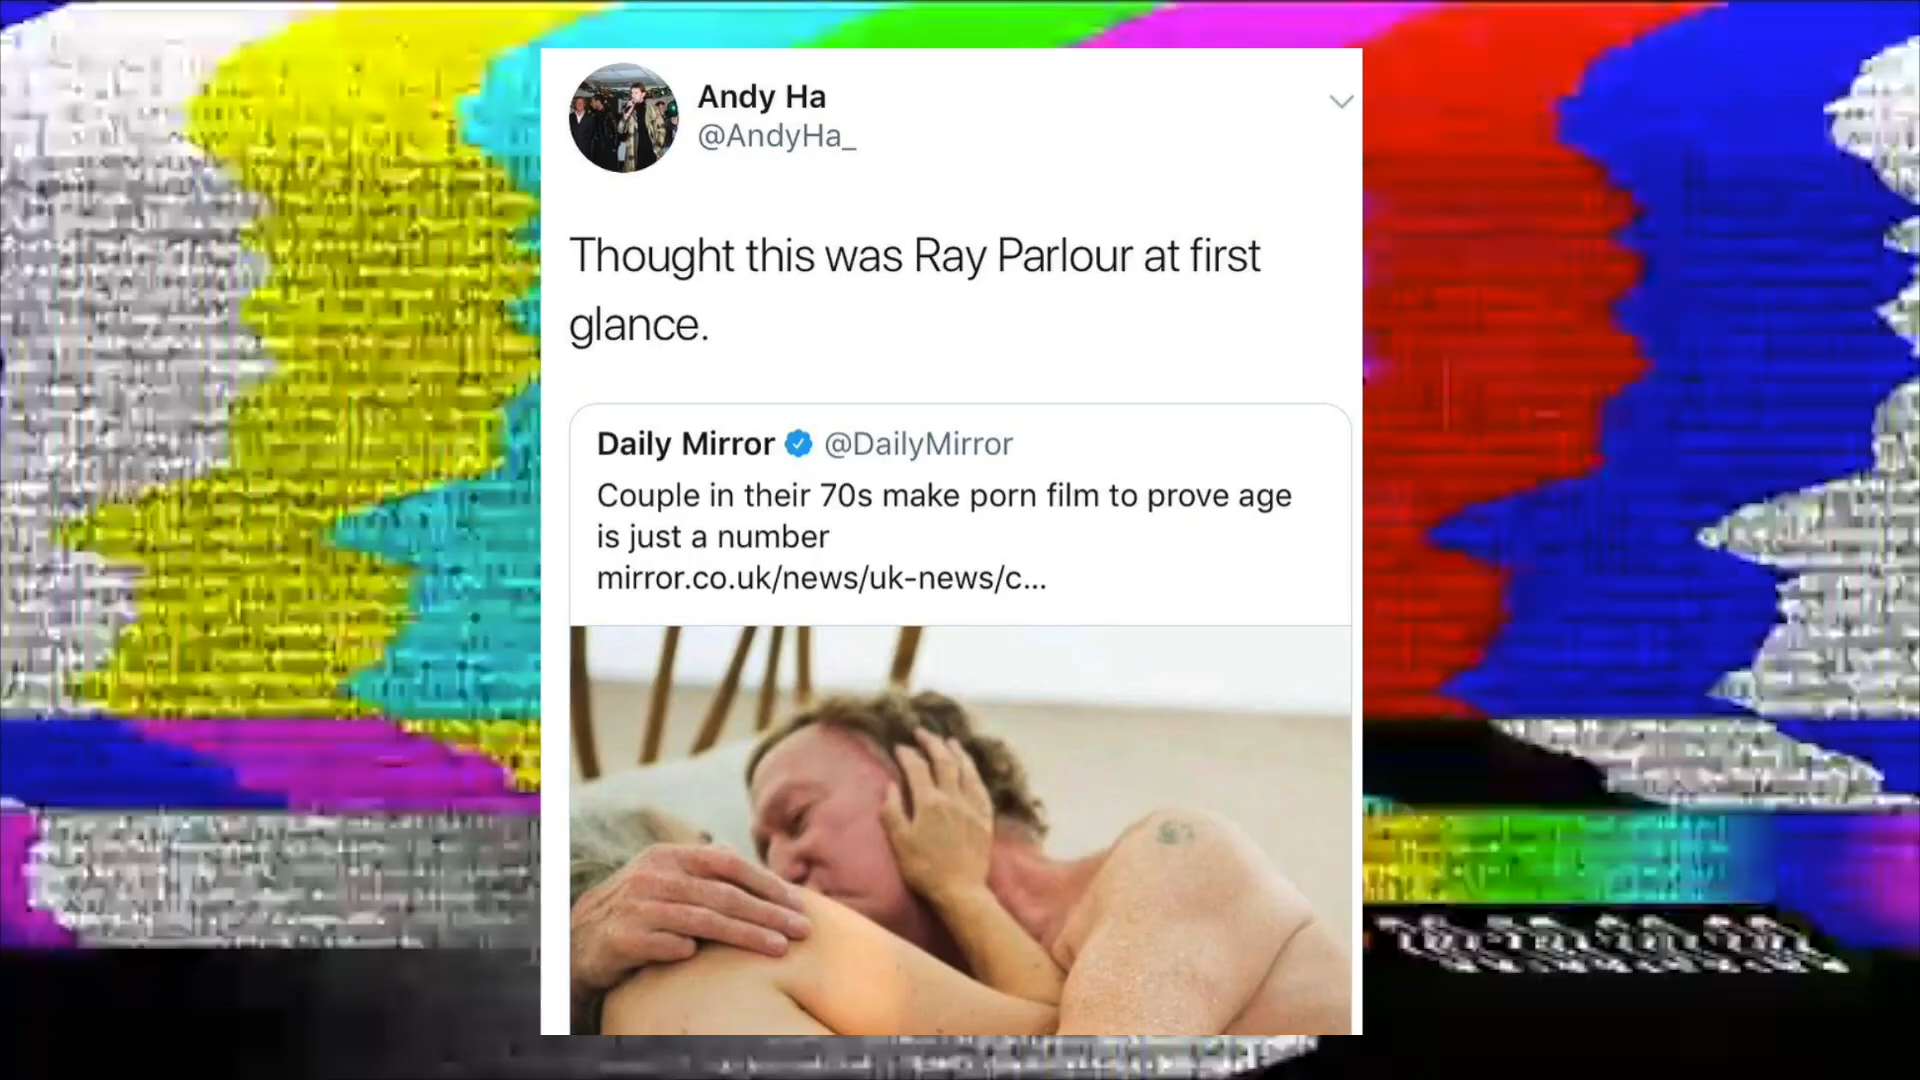 Andy Ha
@AndyHa_
Thought this was Ray Parlour at first
glance.
Daily Mirror @DailyMirror
Couple in their 70s make porn film to prove age
is just a number
mirror.co.uk/news/uk-news/c...